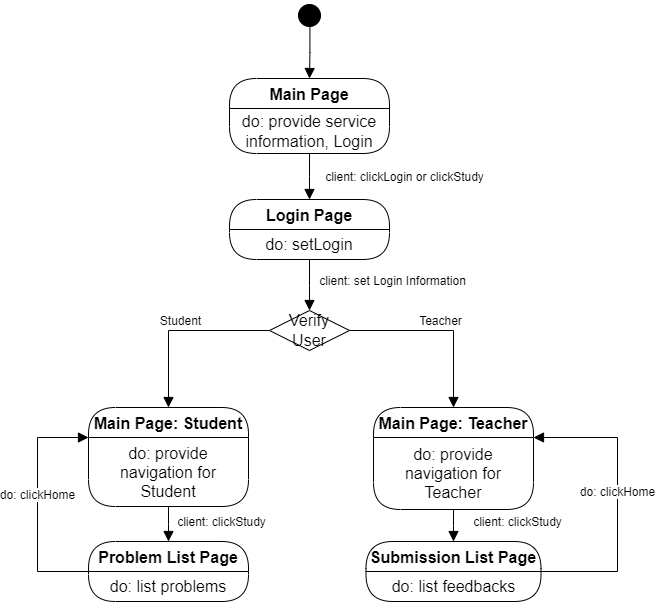 Main Page
do: provide service
information, Login
client: clickLogin or clickStudy
Login Page
do: setLogin
client: set Login Information
Verify
User
Student
Teacher
Main Page: Student
do: provide
navigation for
Student
Main Page: Teacher
do: provide
navigation for
Teacher
do: clickHome
do: clickHome
client: clickStudy
client: clickStudy
Problem List Page
do: list problems
Submission List Page
do: list feedbacks